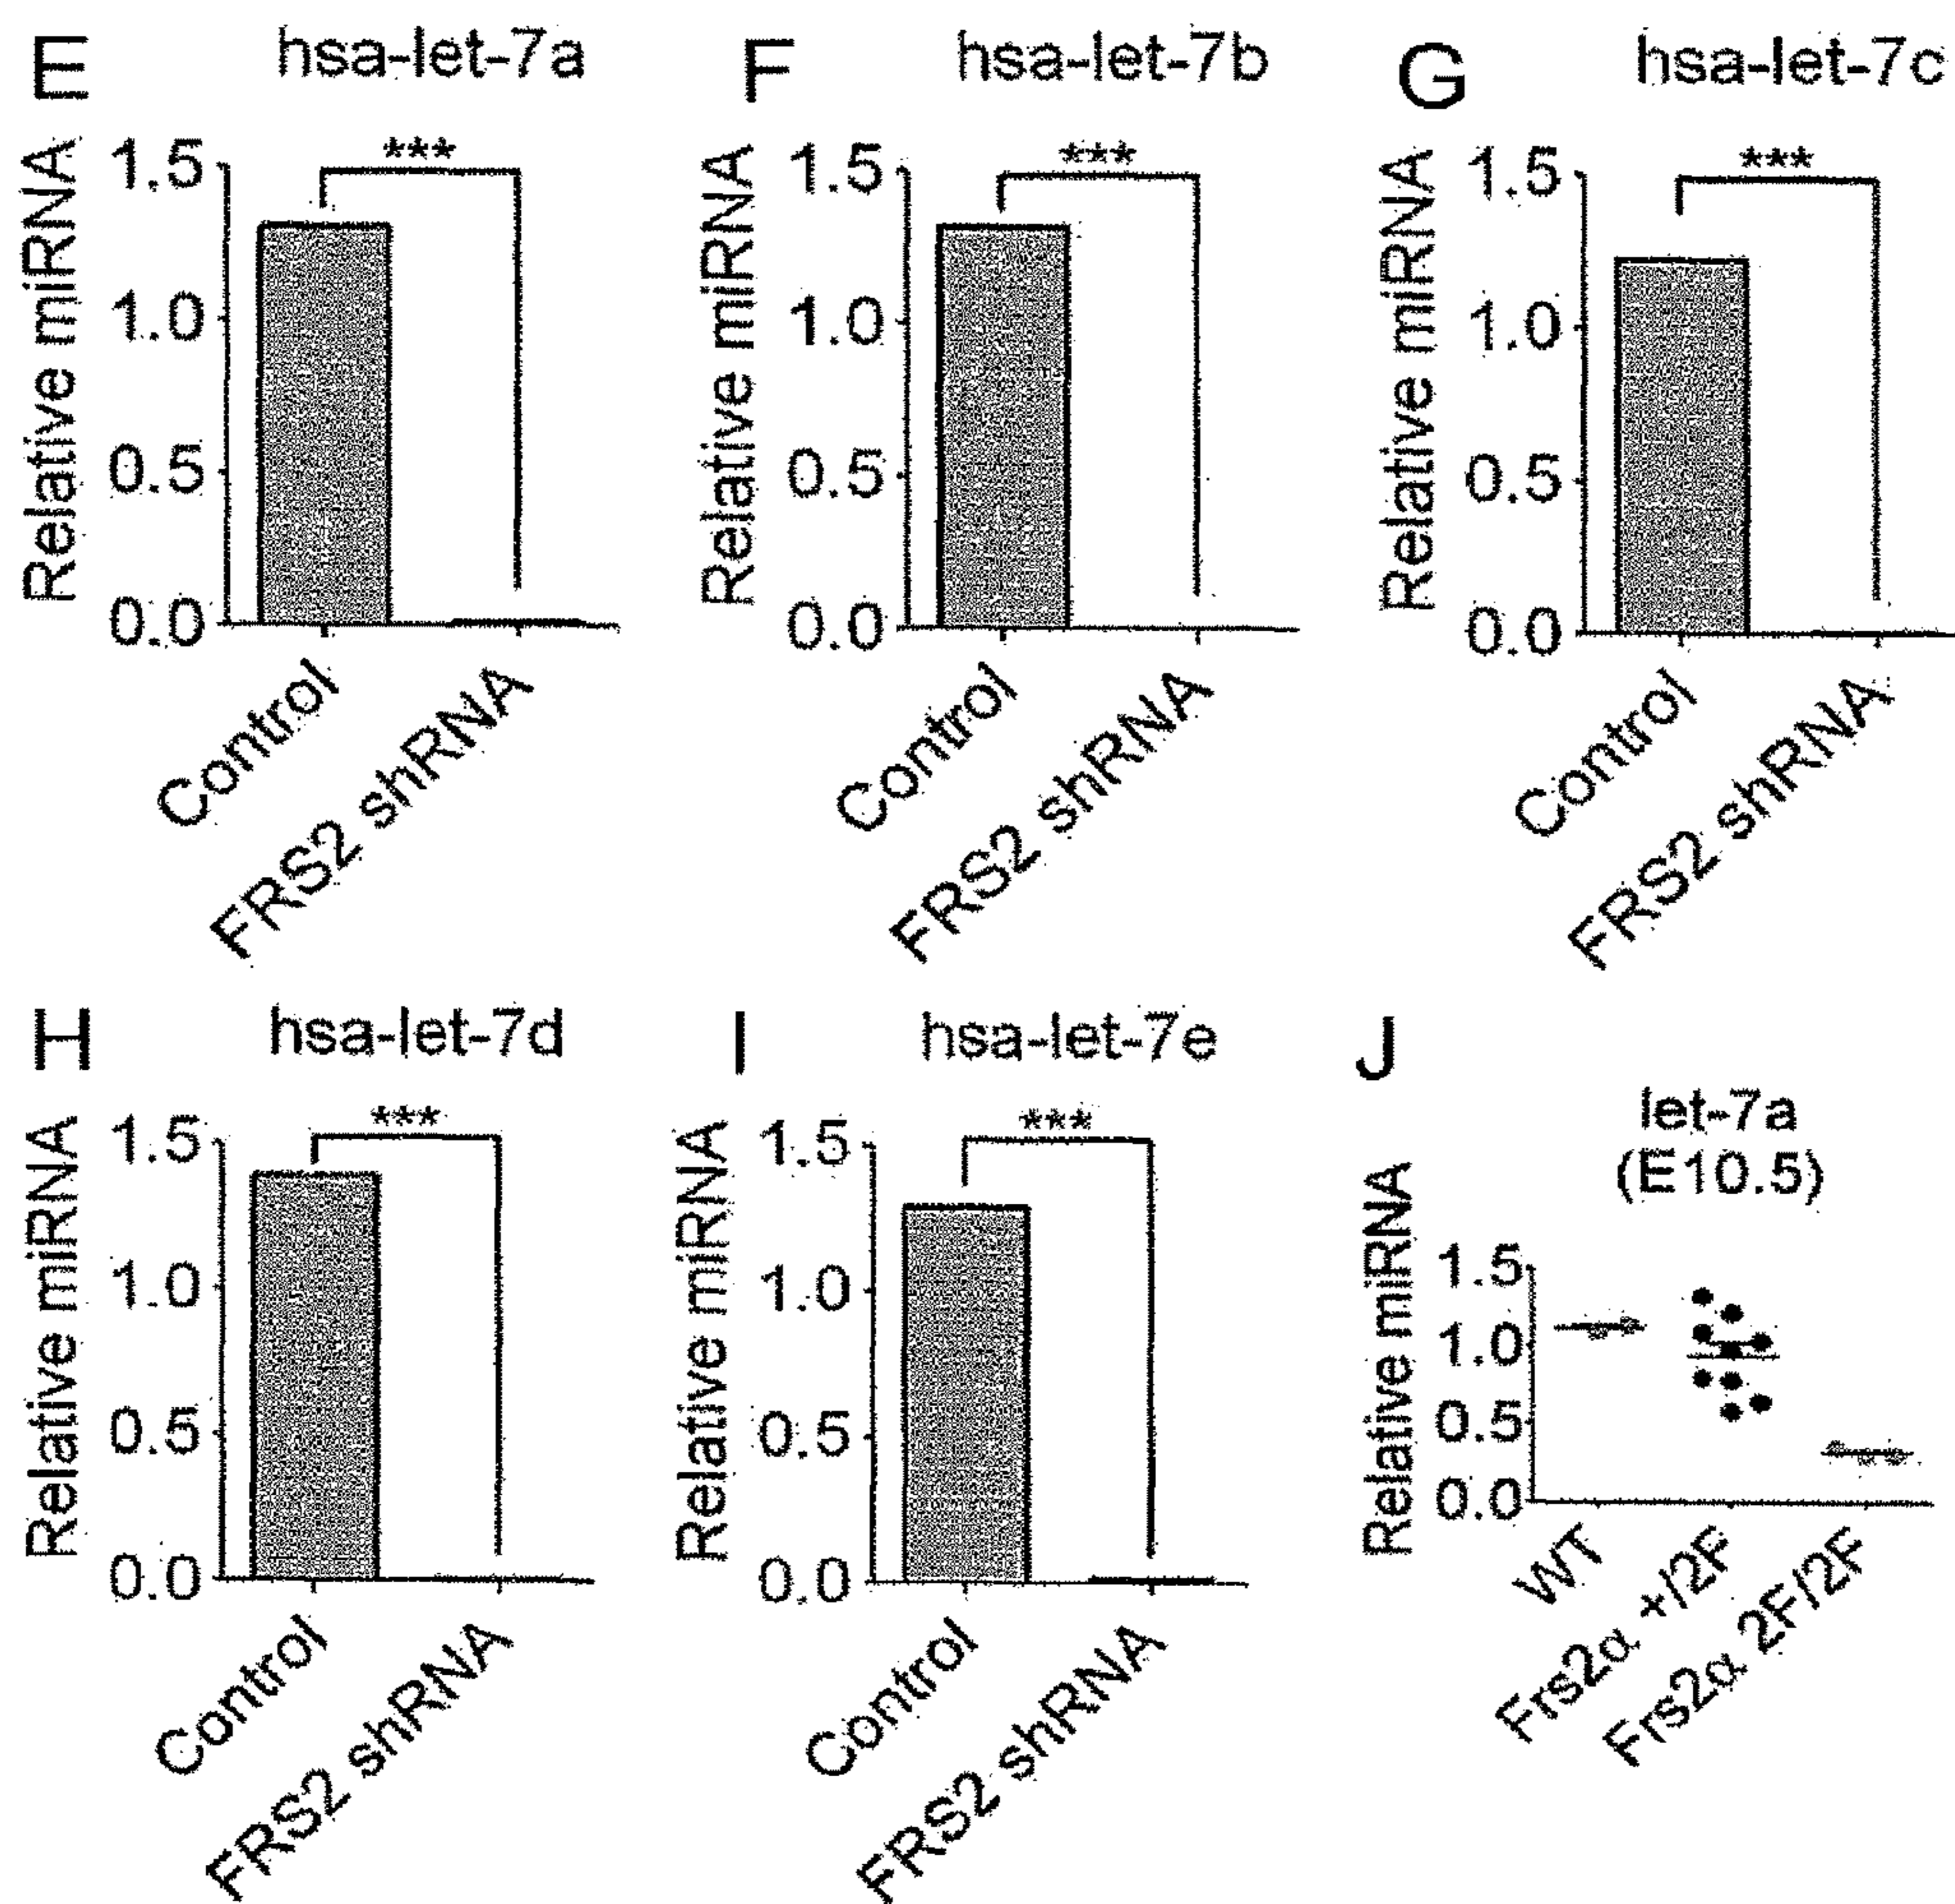 E hsa-let-7a
***
Relative miRNA
1.5
1.0
0.5
0.0
Control
FRS2 shRNA
F hsa-let-7b
***
Relative miRNA
1.5
1.0
0.5
0.0
Control
FRS2 shRNA
G hsa-let-7c
***
Relative miRNA
1.5
1.0
0.5
0.0
Control
FRS2 shRNA
H hsa-let-7d
***
Relative miRNA
1.5
1.0
0.5
0.0
Control
FRS2 shRNA
I hsa-let-7e
***
Relative miRNA
1.5
1.0
0.5
0.0
Control
FRS2 shRNA
J
let-7a
(E10.5)
Relative miRNA
1.5
1.0
0.5
0.0
WT
Frs2α +/2F
Frs2α 2F/2F